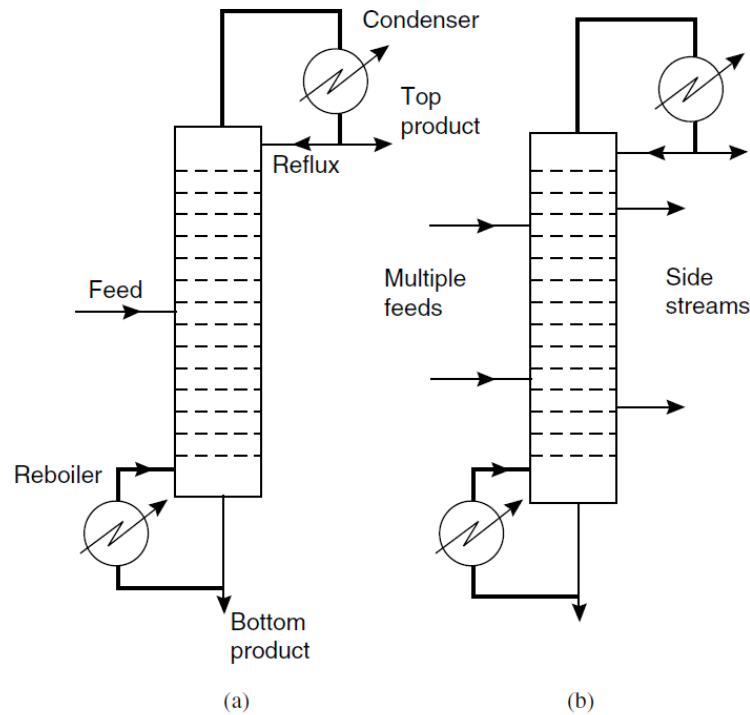 Condenser
Top
product
Reflux
Feed
Reboiler
Bottom
product
(a)
Multiple
feeds
Side
streams
(b)